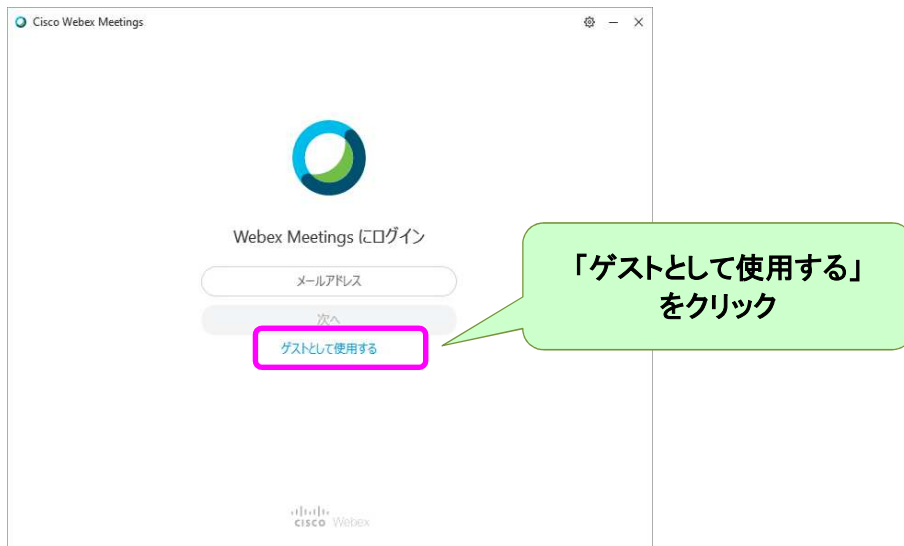 Cisco Webex Meetings
Webex Meetings にログイン
メールアドレス
次へ
ゲストとして使用する
「ゲストとして使用する」
をクリック
CISCO Webex